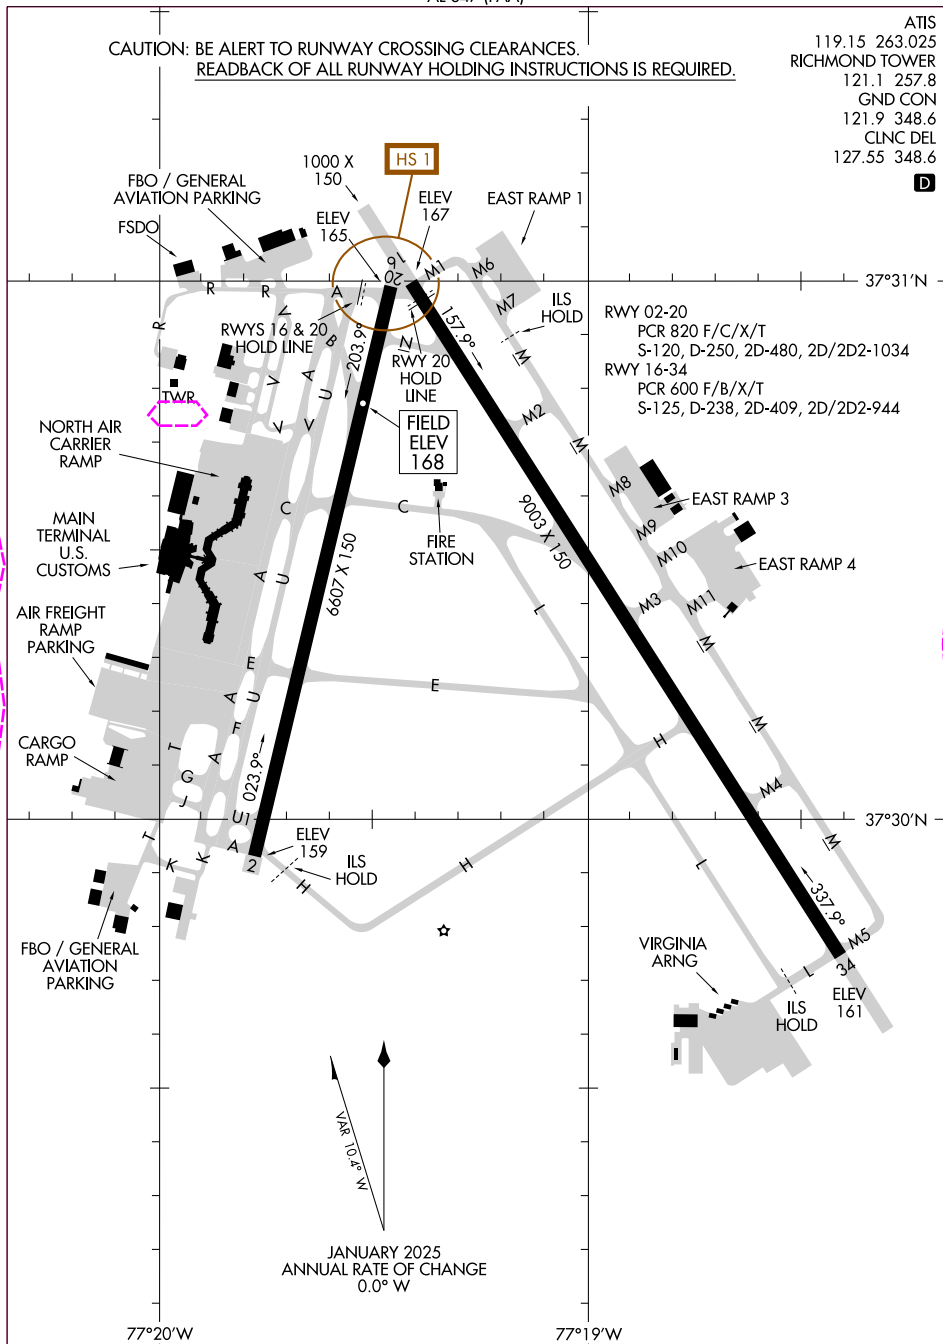 CAUTION: BE ALERT TO RUNWAY CROSSING CLEARANCES.
READBACK OF ALL RUNWAY HOLDING INSTRUCTIONS IS REQUIRED.
ATIS
119.15 263.025
RICHMOND TOWER
121.1 257.8
GND CON
121.9 348.6
CLNC DEL
127.55 348.6
D
HS 1
1000 X
150
FBO / GENERAL
AVIATION PARKING
FSDO
ELEV
165
ELEV
167
EAST RAMP 1
16
20
M1
M6
M7
37°31'N
R
R
A
V
R
B
RWYS 16 & 20
HOLD LINE
203.9°
N
RWY 20
HOLD
LINE
157.9°
ILS
HOLD
M
RWY 02-20
PCR 820 F/C/X/T
S-120, D-250, 2D-480, 2D/2D2-1034
RWY 16-34
PCR 600 F/B/X/T
S-125, D-238, 2D-409, 2D/2D2-944
TWR
V
A
U
V
V
FIELD
ELEV
168
M2
M
NORTH AIR
CARRIER
RAMP
M8
EAST RAMP 3
C
C
FIRE
STATION
9003 X 150
M9
M10
EAST RAMP 4
MAIN
TERMINAL
U.S.
CUSTOMS
A
U
6607 X 150
L
M3
M11
AIR FREIGHT
RAMP
PARKING
M
E
E
A
U
F
A
T
G
J
H
M
CARGO
RAMP
023.9°
M4
U1
37°30'N
T
K
K
A
2
ELEV
159
ILS
HOLD
H
H
L
M
337.9°
M5
FBO / GENERAL
AVIATION
PARKING
VIRGINIA
ARNG
L
34
ILS
HOLD
ELEV
161
VAR 10.4° W
JANUARY 2025
ANNUAL RATE OF CHANGE
0.0° W
77°20'W
77°19'W